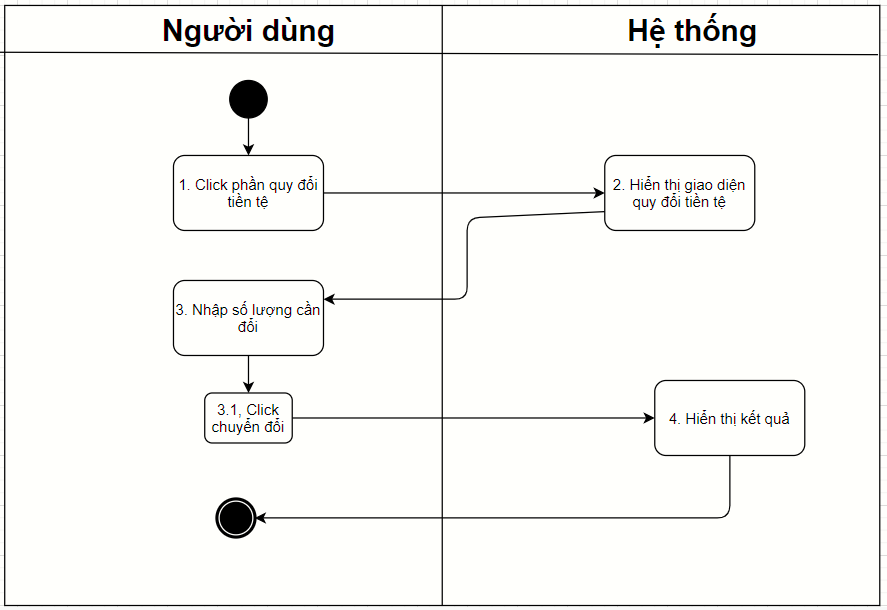 Người dùng
Hệ thống
1. Click phần quy đổi
tiền tệ
2. Hiển thị giao diện
quy đổi tiền tệ
3. Nhập số lượng cần
đổi
3.1, Click
chuyển đổi
4. Hiển thị kết quả